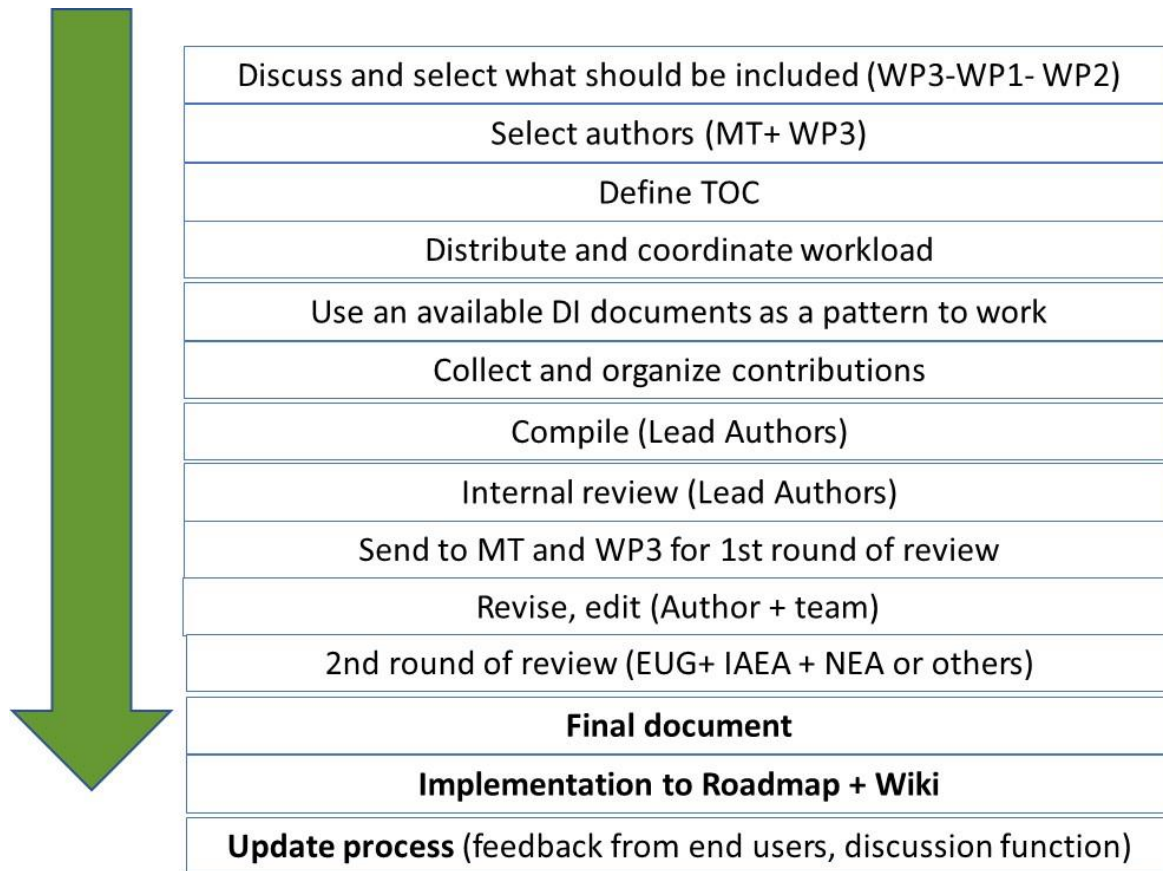 Discuss and select what should be included (WP3-WP1- WP2)
Select authors (MT+ WP3)
Define TOC
Distribute and coordinate workload
Use an available DI documents as a pattern to work
Collect and organize contributions
Compile (Lead Authors)
Internal review (Lead Authors)
Send to MT and WP3 for 1st round of review
Revise, edit (Author + team)
2nd round of review (EUG+ IAEA + NEA or others)
Final document
Implementation to Roadmap + Wiki
Update process (feedback from end users, discussion function)